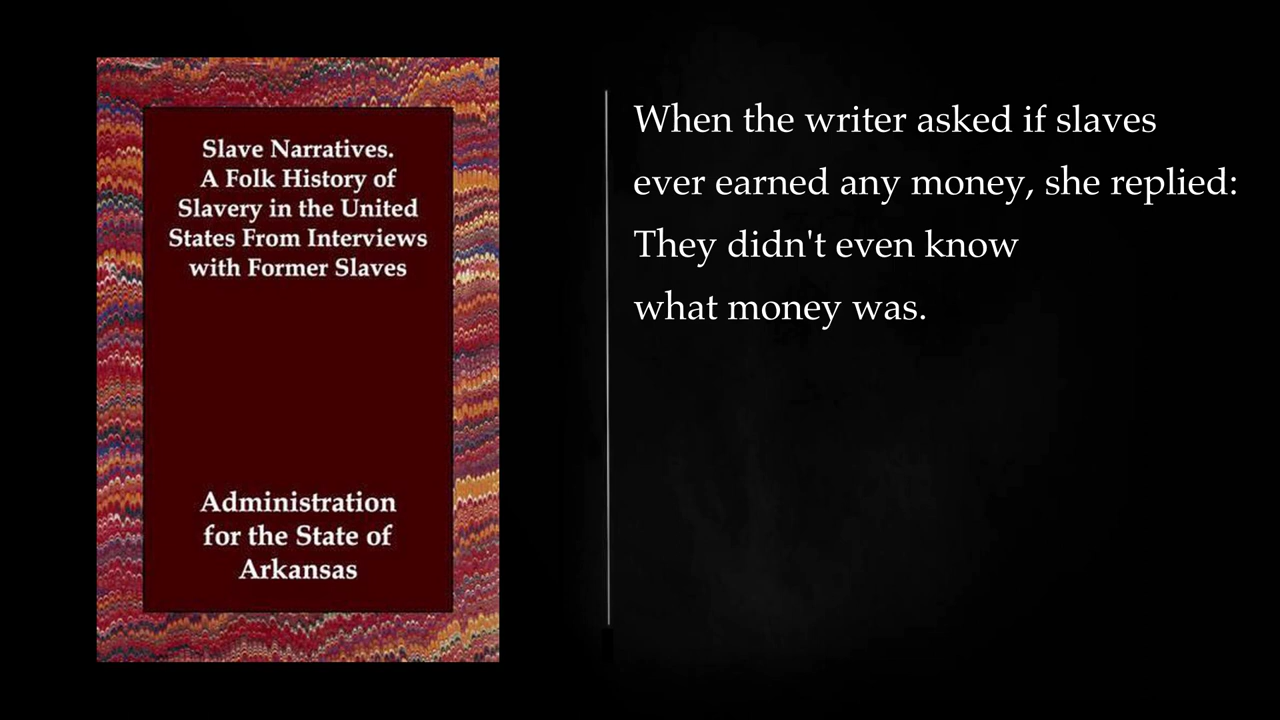 Slave Narratives.
A Folk History of
Slavery in the United
States From Interviews
with Former Slaves
Administration
for the State of
Arkansas
When the writer asked if slaves
ever earned any money, she replied:
They didn't even know
what money was.